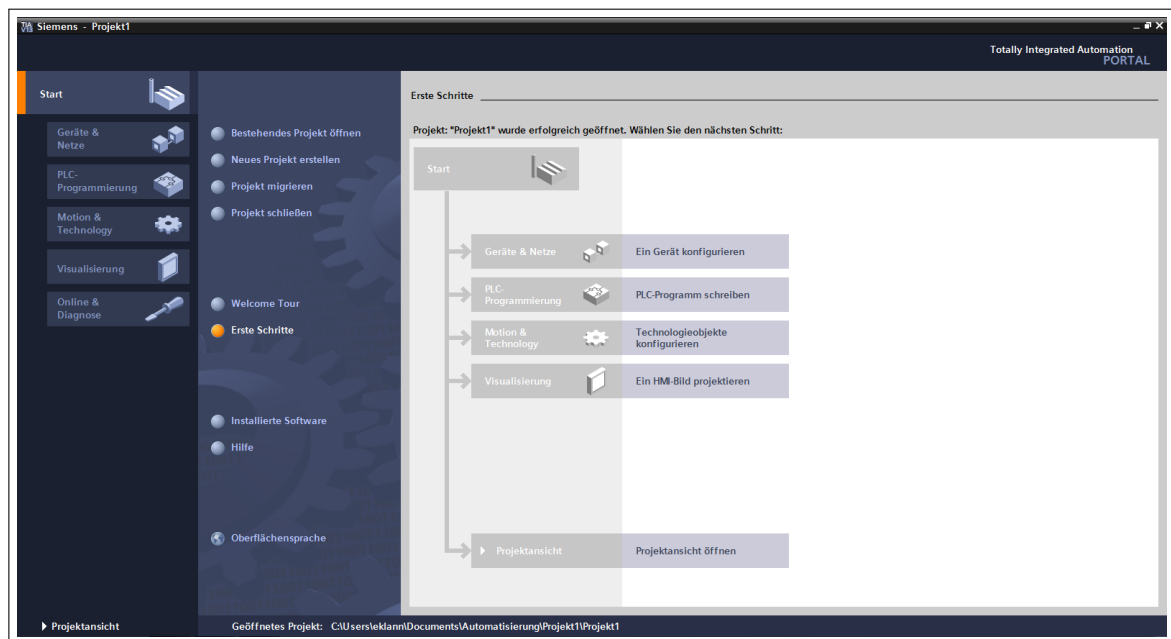 TIA
V13
Siemens - Projekt1
Totally Integrated Automation
PORTAL
Start
Geräte &
Netze
PLC-
Programmierung
Motion &
Technology
Visualisierung
Online &
Diagnose
Bestehendes Projekt öffnen
Neues Projekt erstellen
Projekt migrieren
Projekt schließen
Welcome Tour
Erste Schritte
Installierte Software
Hilfe
Oberflächensprache
Erste Schritte
Projekt: "Projekt1" wurde erfolgreich geöffnet. Wählen Sie den nächsten Schritt:
Start
Geräte & Netze
Ein Gerät konfigurieren
PLC-
Programmierung
PLC-Programm schreiben
Motion &
Technology
Technologieobjekte
konfigurieren
Visualisierung
Ein HMI-Bild projektieren
Projektansicht
Projektansicht öffnen
Projektansicht
Geöffnetes Projekt: C:\Users\eklann\Documents\Automatisierung\Projekt1\Projekt1